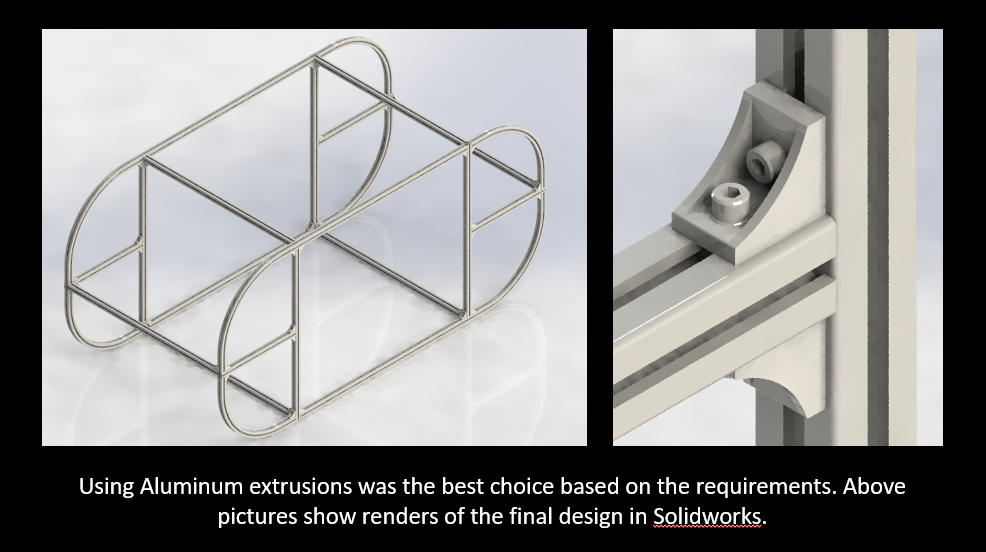 Using Aluminum extrusions was the best choice based on the requirements. Above
pictures show renders of the final design in Solidworks.